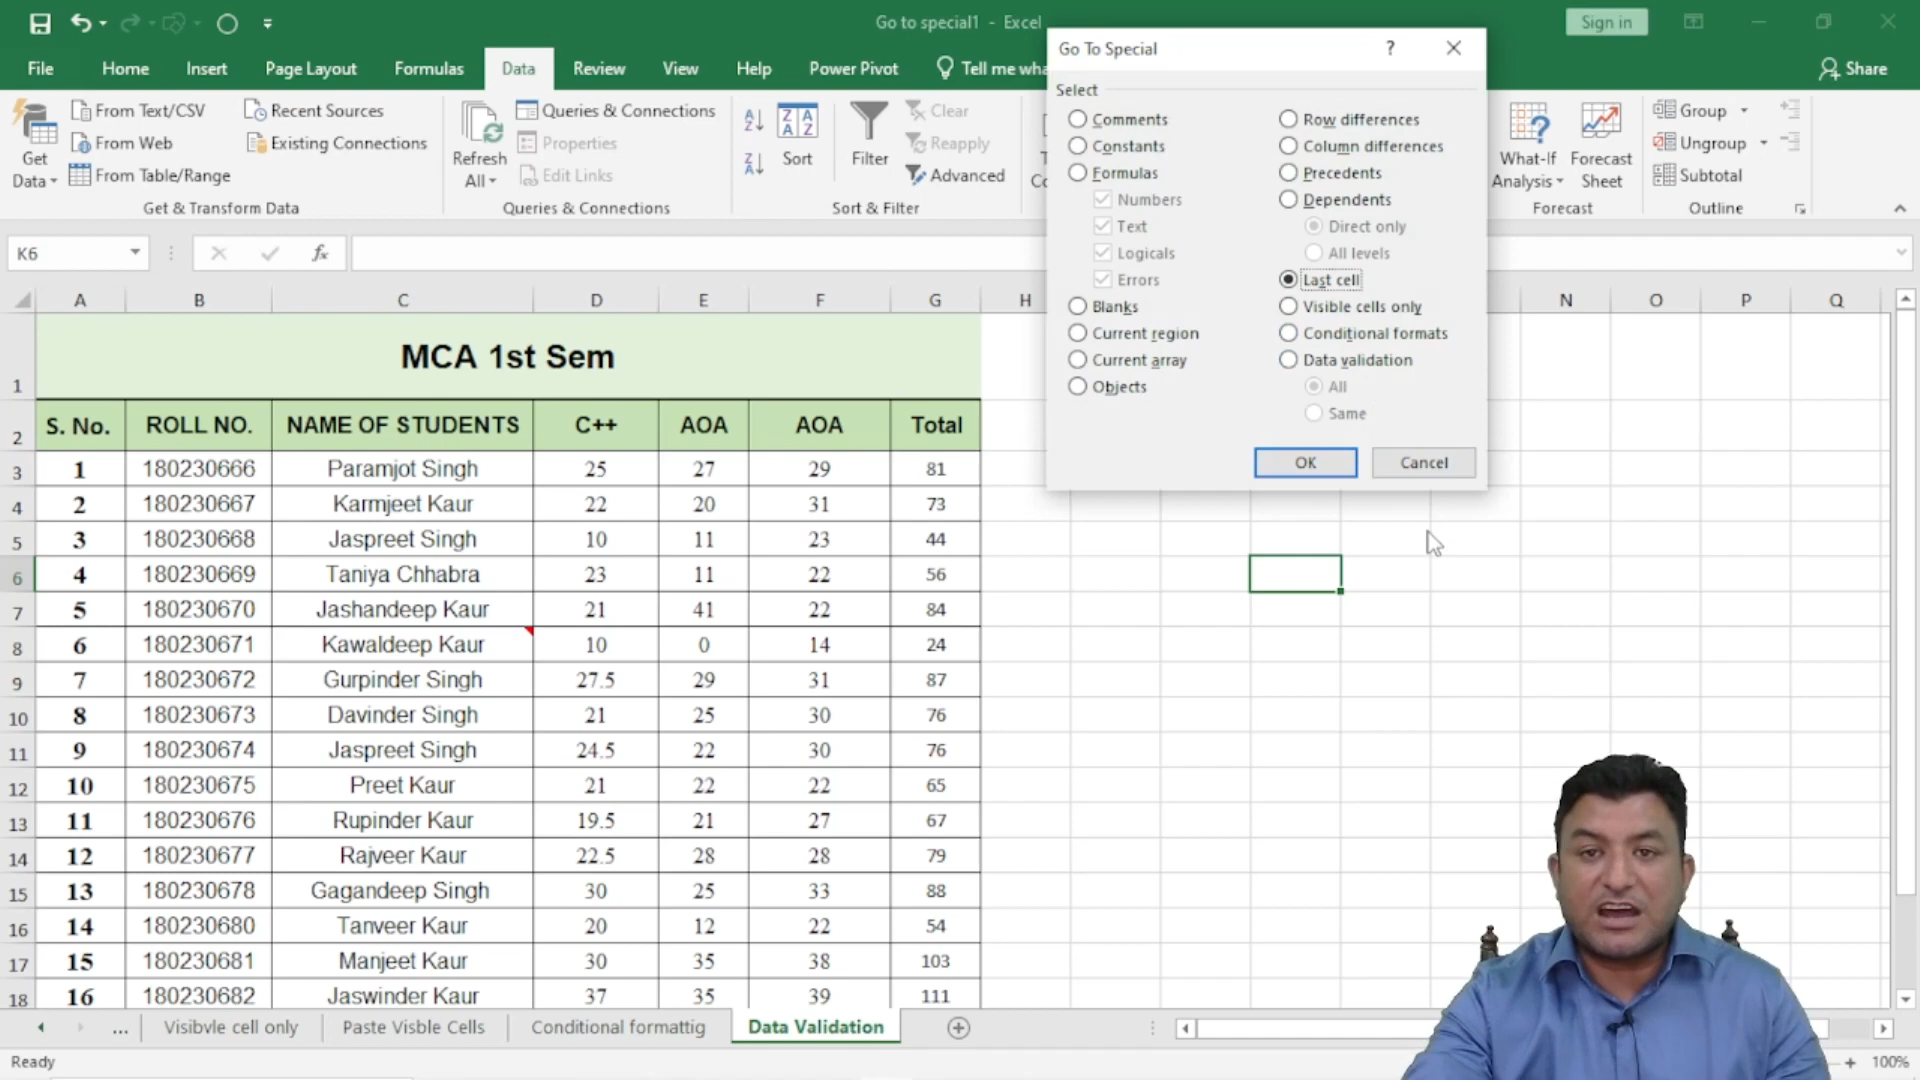 Go to special1 - Excel
Sign in
File Home Insert Page Layout Formulas Data Review View Help Power Pivot Tell me wha
Share
Get Data
From Text/CSV
From Web
From Table/Range
Recent Sources
Existing Connections
Get & Transform Data
Refresh All
Queries & Connections
Properties
Edit Links
Queries & Connections
Sort
Filter
Clear
Reapply
Advanced
Sort & Filter
What-If Analysis
Forecast Sheet
Forecast
Group
Ungroup
Subtotal
Outline
Go To Special
Select
Comments
Constants
Formulas
Numbers
Text
Logicals
Errors
Blanks
Current region
Current array
Objects
Row differences
Column differences
Precedents
Dependents
Direct only
All levels
Last cell
Visible cells only
Conditional formats
Data validation
All
Same
OK Cancel
K6 fx
A B C D E F G H N O P Q
1 MCA 1st Sem
2 S. No. ROLL NO. NAME OF STUDENTS C++ AOA AOA Total
3 1 180230666 Paramjot Singh 25 27 29 81
4 2 180230667 Karmjeet Kaur 22 20 31 73
5 3 180230668 Jaspreet Singh 10 11 23 44
6 4 180230669 Taniya Chhabra 23 11 22 56
7 5 180230670 Jashandeep Kaur 21 41 22 84
8 6 180230671 Kawaldeep Kaur 10 0 14 24
9 7 180230672 Gurpinder Singh 27.5 29 31 87
10 8 180230673 Davinder Singh 21 25 30 76
11 9 180230674 Jaspreet Singh 24.5 22 30 76
12 10 180230675 Preet Kaur 21 22 22 65
13 11 180230676 Rupinder Kaur 19.5 21 27 67
14 12 180230677 Rajveer Kaur 22.5 28 28 79
15 13 180230678 Gagandeep Singh 30 25 33 88
16 14 180230680 Tanveer Kaur 20 12 22 54
17 15 180230681 Manjeet Kaur 30 35 38 103
18 16 180230682 Jaswinder Kaur 37 35 39 111
... Visibvle cell only Paste Visble Cells Conditional formattig Data Validation
Ready
100%